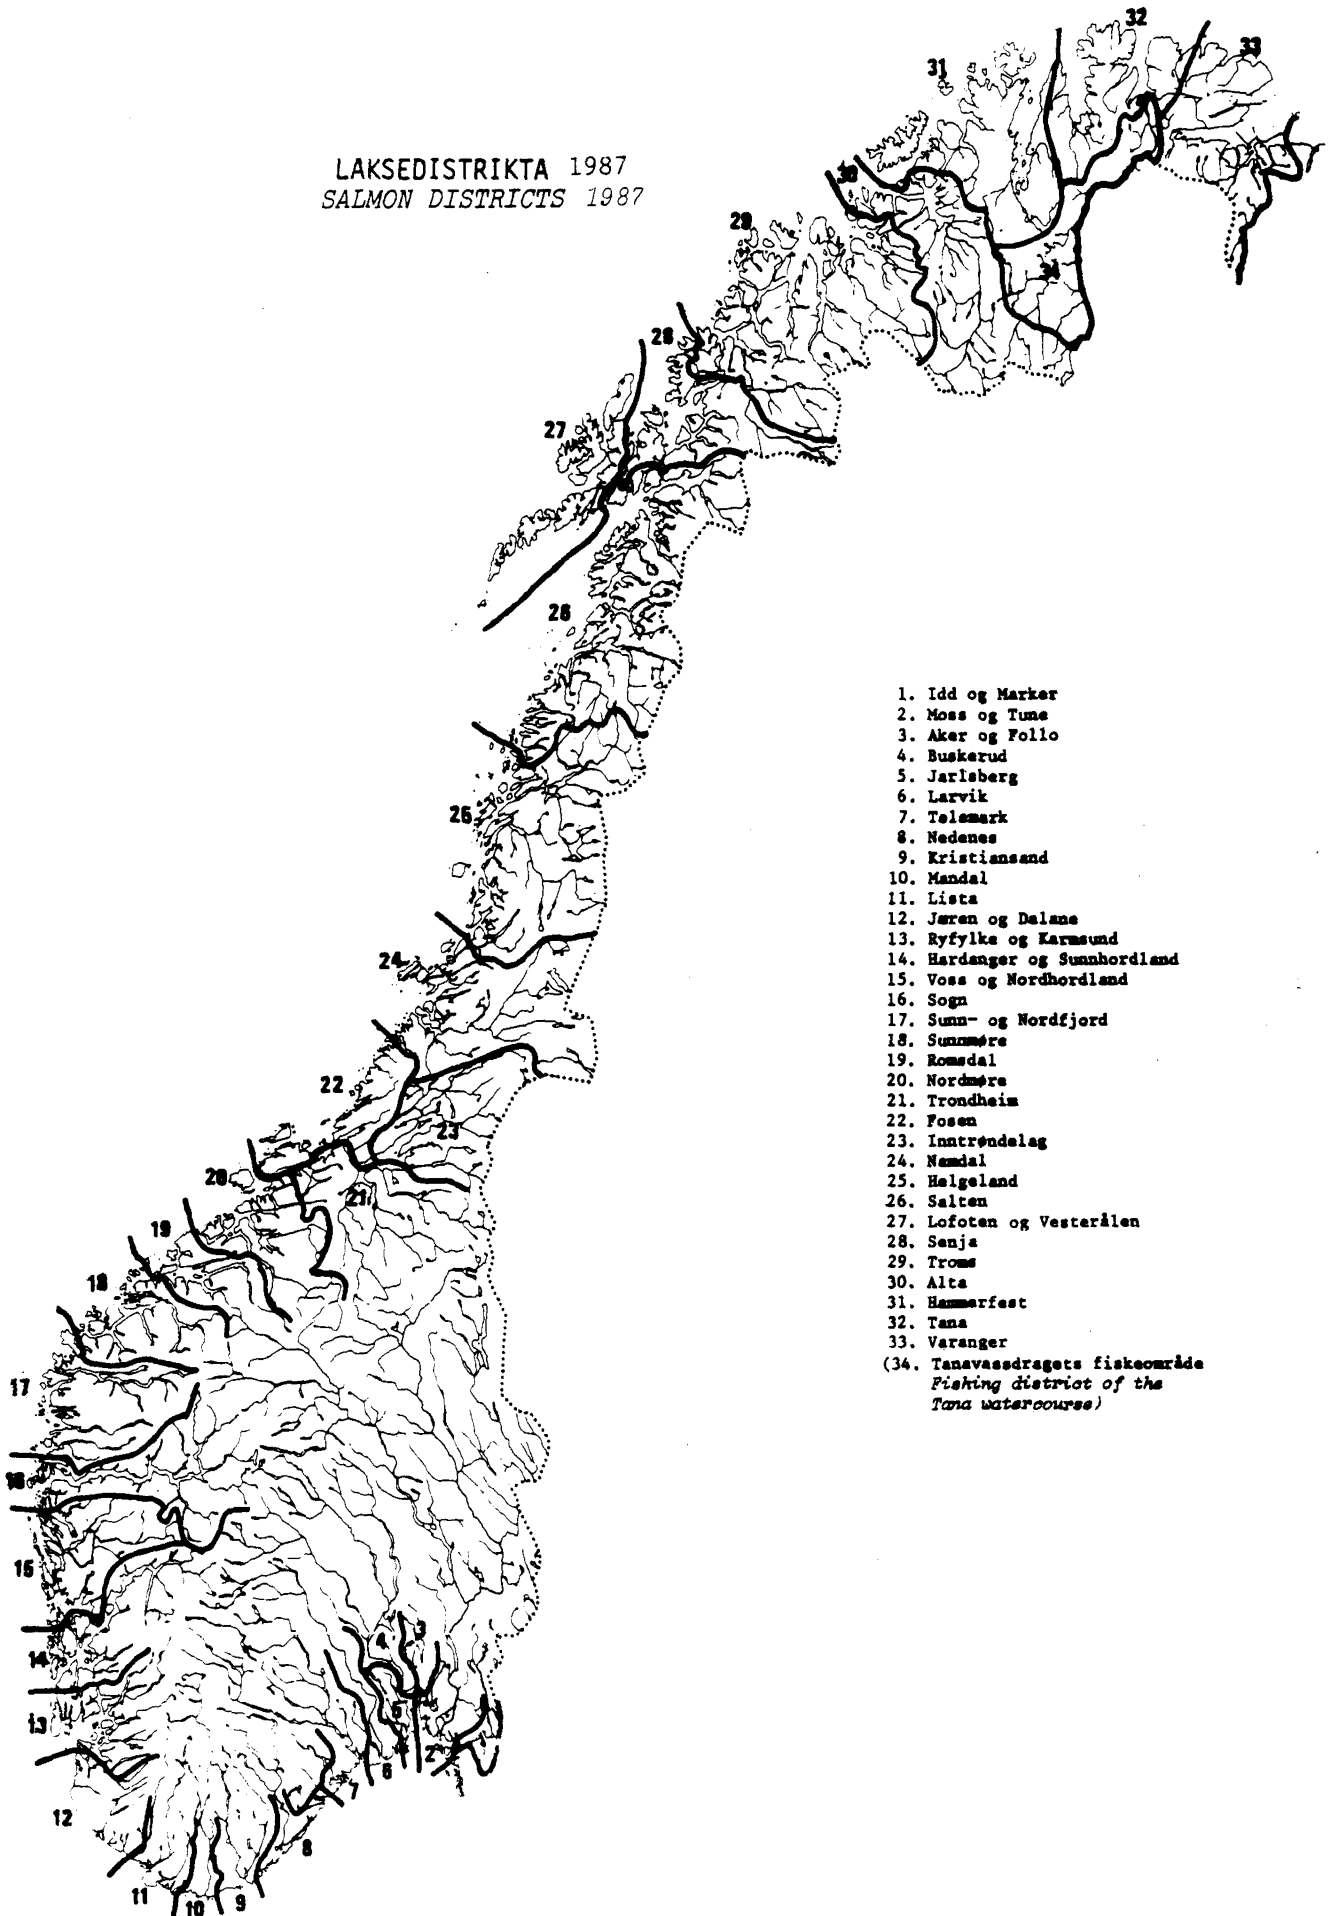 LAKSEDISTRIKTA 1987
SALMON DISTRICTS 1987
32
33
31
30
29
34
28
27
26
25
24
22
23
20
21
19
18
17
16
15
14
13
12
11
10
9
8
7
6
5
4
3
2
1. Idd og Marker
2. Moss og Tune
3. Aker og Follo
4. Buskerud
5. Jarlsberg
6. Larvik
7. Telemark
8. Nedenes
9. Kristiansand
10. Mandal
11. Lista
12. Jæren og Dalane
13. Ryfylke og Karmsund
14. Hardanger og Sunnhordland
15. Voss og Nordhordland
16. Sogn
17. Sunn- og Nordfjord
18. Sunnmøre
19. Romsdal
20. Nordmøre
21. Trondheim
22. Fosen
23. Inntrøndelag
24. Namdal
25. Helgeland
26. Salten
27. Lofoten og Vesterålen
28. Senja
29. Troms
30. Alta
31. Hammerfest
32. Tana
33. Varanger
(34. Tanavassdragets fiskeområde
Fishing district of the
Tana watercourse)